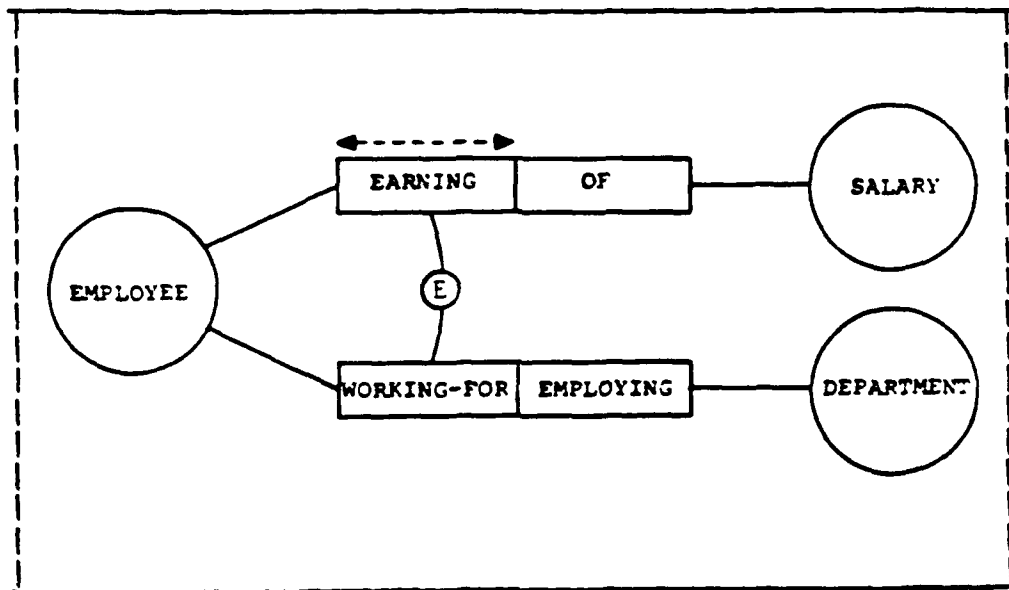 EARNING OF
SALARY
EMPLOYEE
E
WORKING-FOR EMPLOYING
DEPARTMENT